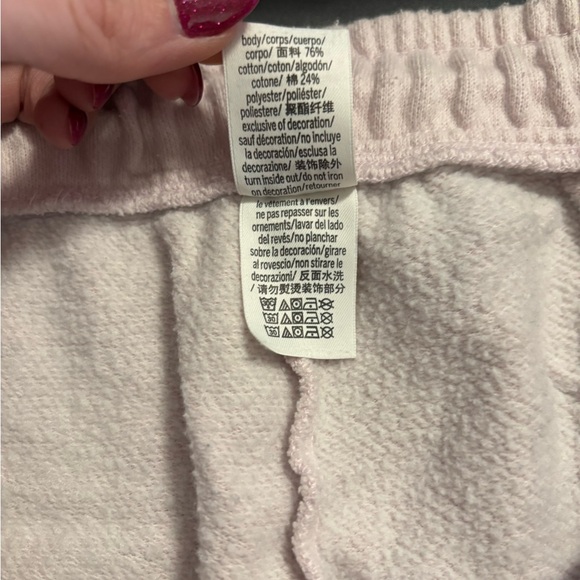 body/corps/cuerpo/
corpo/ 面料 76%
cotton/coton/algodón/
cotone/ 棉 24%
polyester/poliéster/
poliestere/ 聚酯纤维
exclusive of decoration/
sauf décoration/no incluye
la decoración/esclusa la
decorazione/ 装饰除外
turn inside out/do not iron
on decoration/retourner
le vêtement à l'envers/
ne pas repasser sur les
ornements/lavar del lado
del revés/no planchar
sobre la decoración/girare
al rovescio/non stirare le
decorazioni/ 反面水洗
/ 请勿熨烫装饰部分